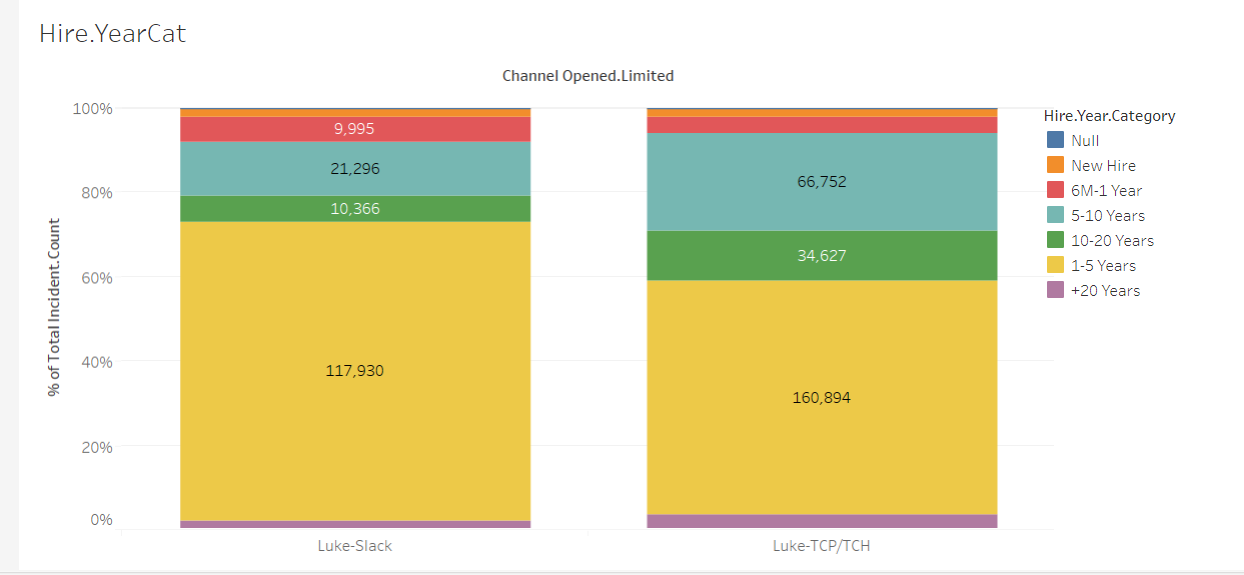 Hire.YearCat
Channel Opened.Limited
% of Total Incident.Count
100%
80%
60%
40%
20%
0%
9,995
21,296
10,366
117,930
66,752
34,627
160,894
Luke-Slack
Luke-TCP/TCH
Hire.Year.Category
Null
New Hire
6M-1 Year
5-10 Years
10-20 Years
1-5 Years
+20 Years